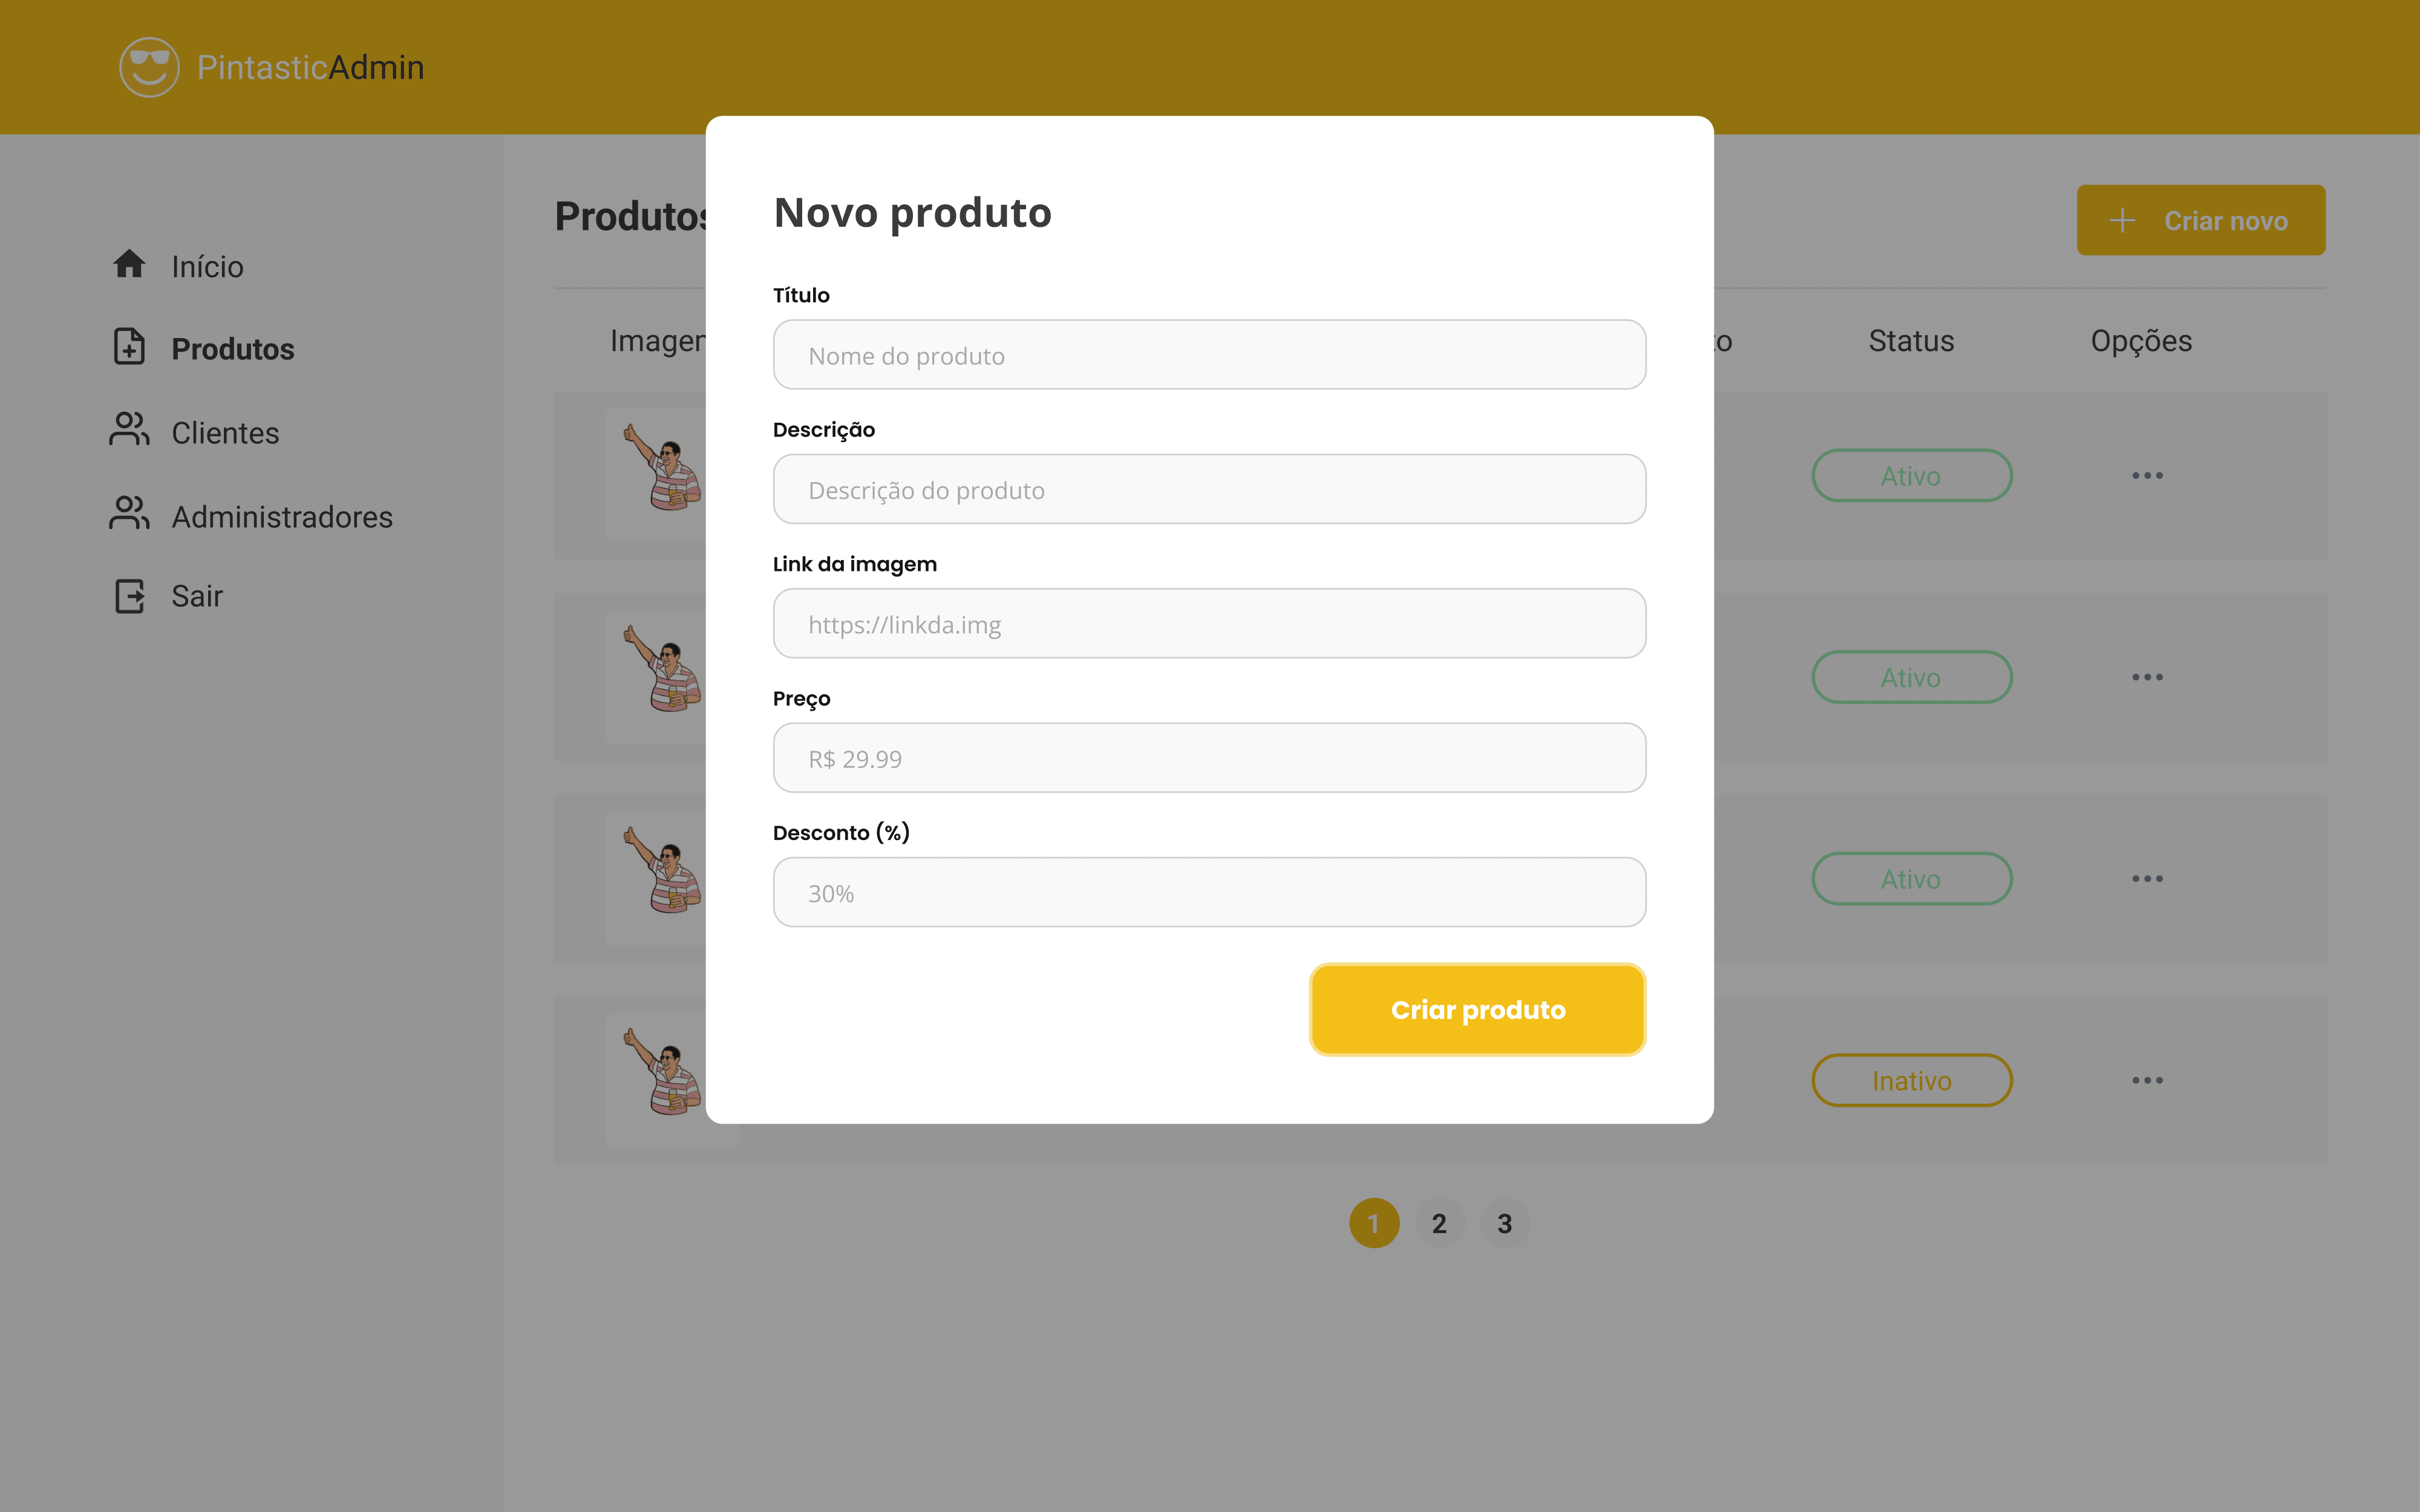 PintasticAdmin
Início
Produtos
Clientes
Administradores
Sair
Produtos
Criar novo
Imagem
Status
Opções
Ativo
Ativo
Ativo
Inativo
1 2 3
Novo produto
Título
Nome do produto
Descrição
Descrição do produto
Link da imagem
https://linkda.img
Preço
R$ 29.99
Desconto (%)
30%
Criar produto